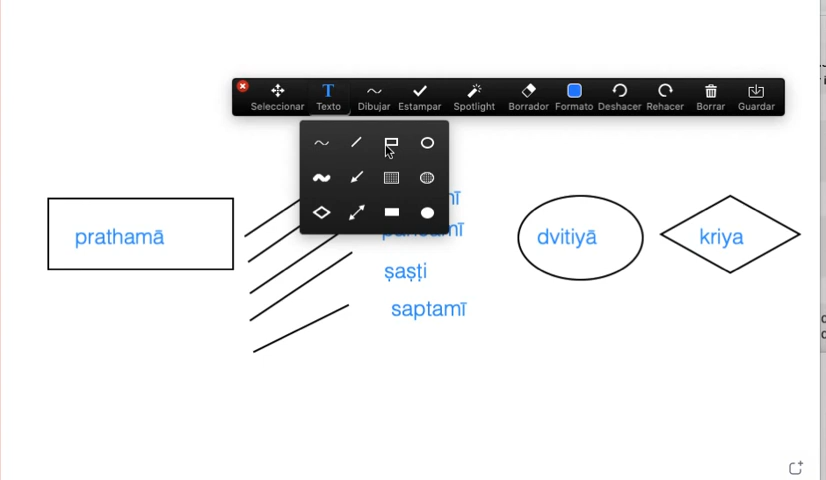 Seleccionar Texto Dibujar Estampar Spotlight Borrador Formato Deshacer Rehacer Borrar Guardar
prathamā
dvitiyā
kriya
ṣaṣṭi
saptamī